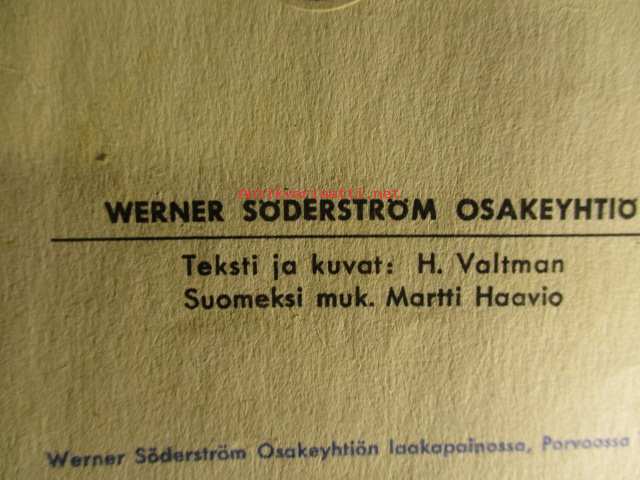 WERNER SÖDERSTRÖM OSAKEYHTIÖ
Teksti ja kuvat: H. Valtman
Suomeksi muk. Martti Haavio
Werner Söderström Osakeyhtiön laakapainossa, Porvoossa